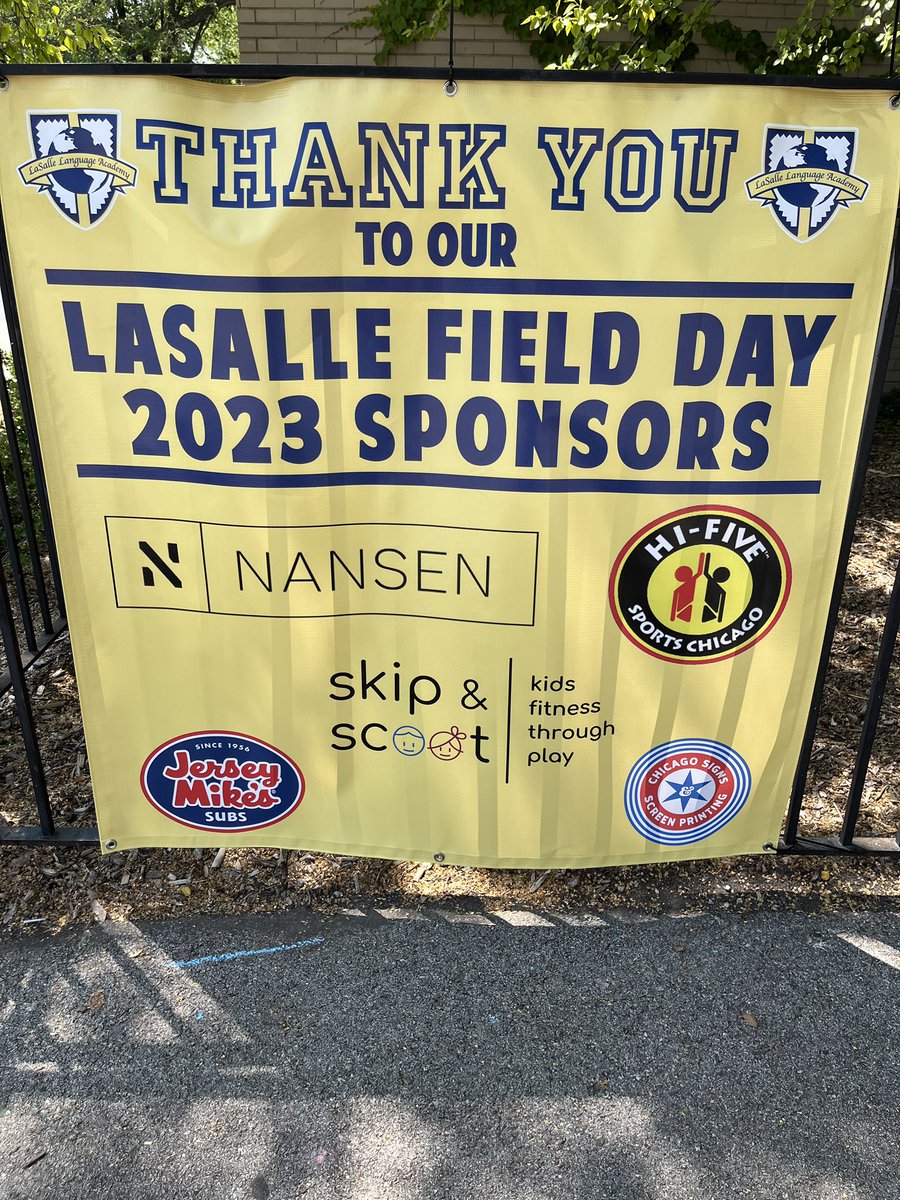 LaSalle Language Academy
THANK YOU
LaSalle Language Academy
TO OUR
LASALLE FIELD DAY
2023 SPONSORS
N NANSEN
HI-FIVE™
SPORTS CHICAGO
skip &
scoot
kids
fitness
through
play
SINCE 1956
Jersey
Mike's
SUBS
CHICAGO SIGNS
&
SCREEN PRINTING